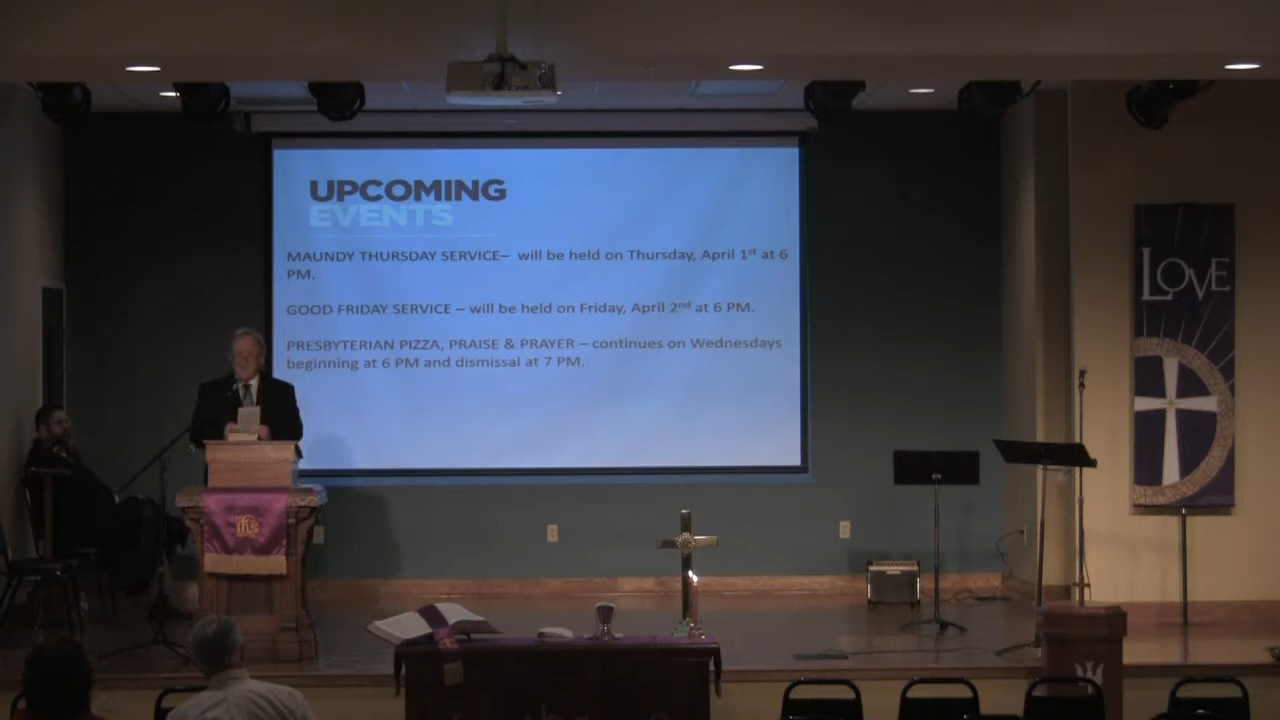 UPCOMING
EVENTS
MAUNDY THURSDAY SERVICE– will be held on Thursday, April 1st at 6
PM.
GOOD FRIDAY SERVICE – will be held on Friday, April 2nd at 6 PM.
PRESBYTERIAN PIZZA, PRAISE & PRAYER – continues on Wednesdays
beginning at 6 PM and dismissal at 7 PM.
LOVE
ihs